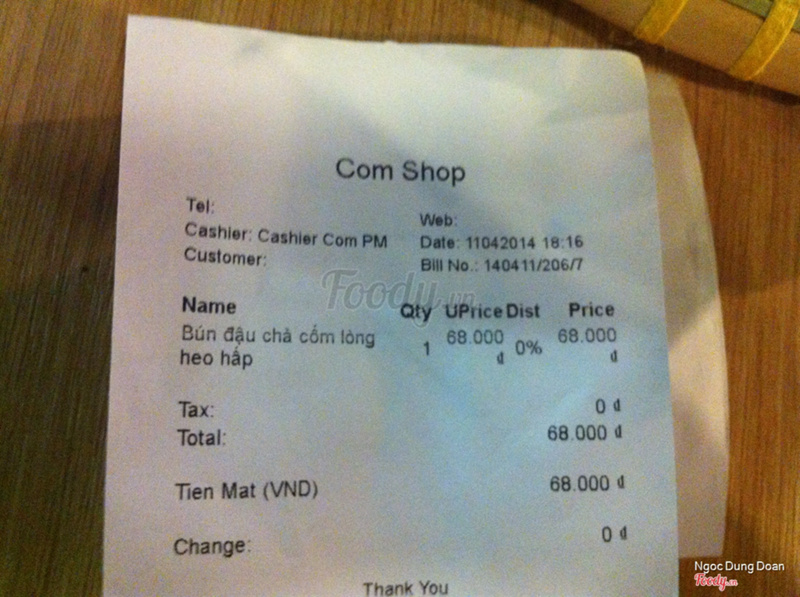 Com Shop
Tel:
Web:
Cashier: Cashier Com PM
Date: 11042014 18:16
Customer:
Bill No.: 140411/206/7
Foody.vn
Name Qty UPrice Dist Price
Bún đậu chả cốm lòng 1 68.000 0% 68.000
heo hấp đ đ
Tax: 0 đ
Total: 68.000 đ
Tien Mat (VND) 68.000 đ
Change: 0 đ
Thank You
Ngoc Dung Doan
Foody.vn